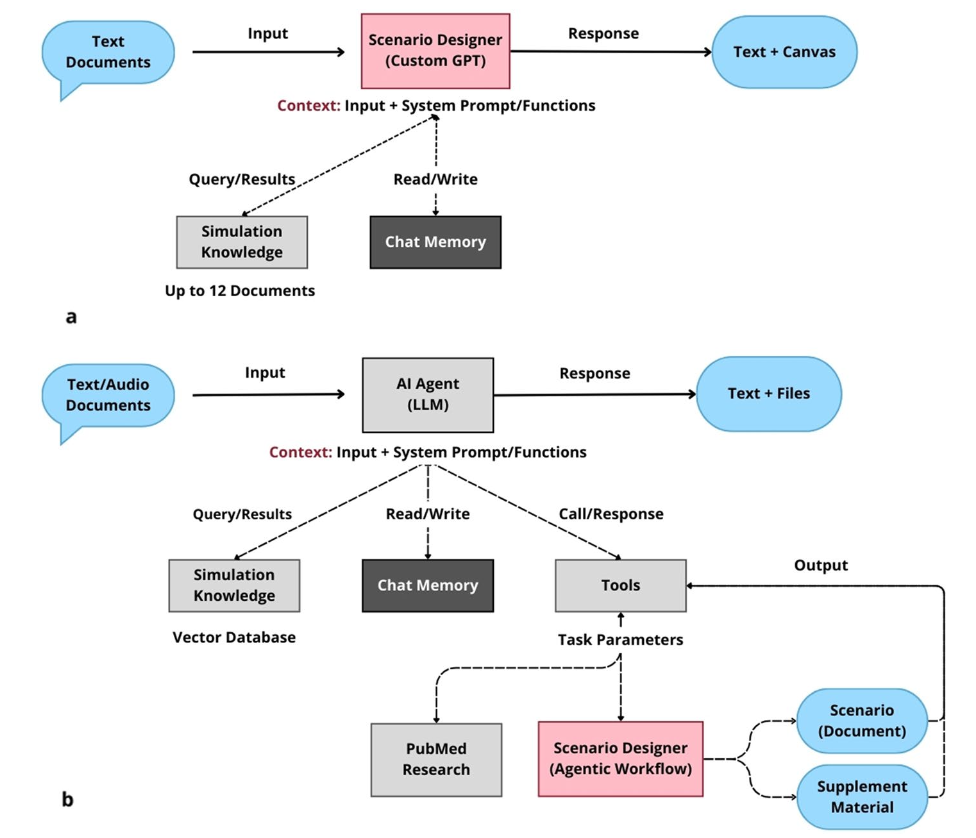 Text
Documents
Input
Scenario Designer
(Custom GPT)
Response
Text + Canvas
Context: Input + System Prompt/Functions
Query/Results
Read/Write
Simulation
Knowledge
Chat Memory
Up to 12 Documents
a
Text/Audio
Documents
Input
AI Agent
(LLM)
Response
Text + Files
Context: Input + System Prompt/Functions
Query/Results
Read/Write
Call/Response
Simulation
Knowledge
Chat Memory
Tools
Output
Vector Database
Task Parameters
PubMed
Research
Scenario Designer
(Agentic Workflow)
Scenario
(Document)
Supplement
Material
b